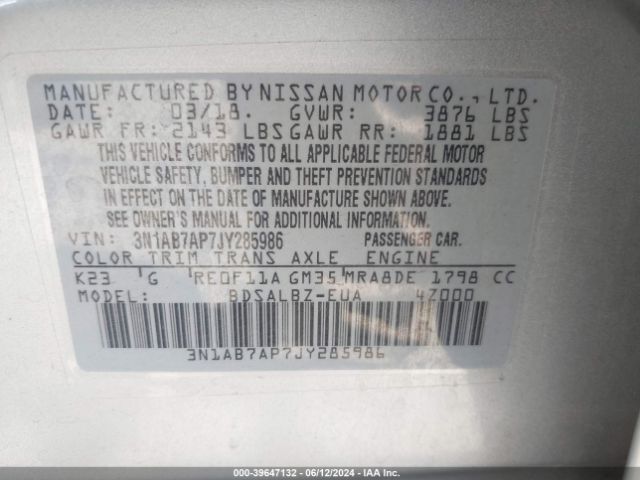 MANUFACTURED BY NISSAN MOTOR CO., LTD.
DATE: 03/18. GVWR: 3876 LBS
GAWR FR: 2143 LBS GAWR RR: 1881 LBS
THIS VEHICLE CONFORMS TO ALL APPLICABLE FEDERAL MOTOR
VEHICLE SAFETY, BUMPER AND THEFT PREVENTION STANDARDS
IN EFFECT ON THE DATE OF MANUFACTURE SHOWN ABOVE.
SEE OWNER'S MANUAL FOR ADDITIONAL INFORMATION.
VIN: 3N1AB7AP7JY285986 PASSENGER CAR.
COLOR TRIM TRANS AXLE ENGINE
K23 G RE0F11A GM35 MRA8DE 1798 CC
MODEL: BDSALBZ-EUA 4Z000
3N1AB7AP7JY285986
000-39647132 - 06/12/2024 - IAA Inc.